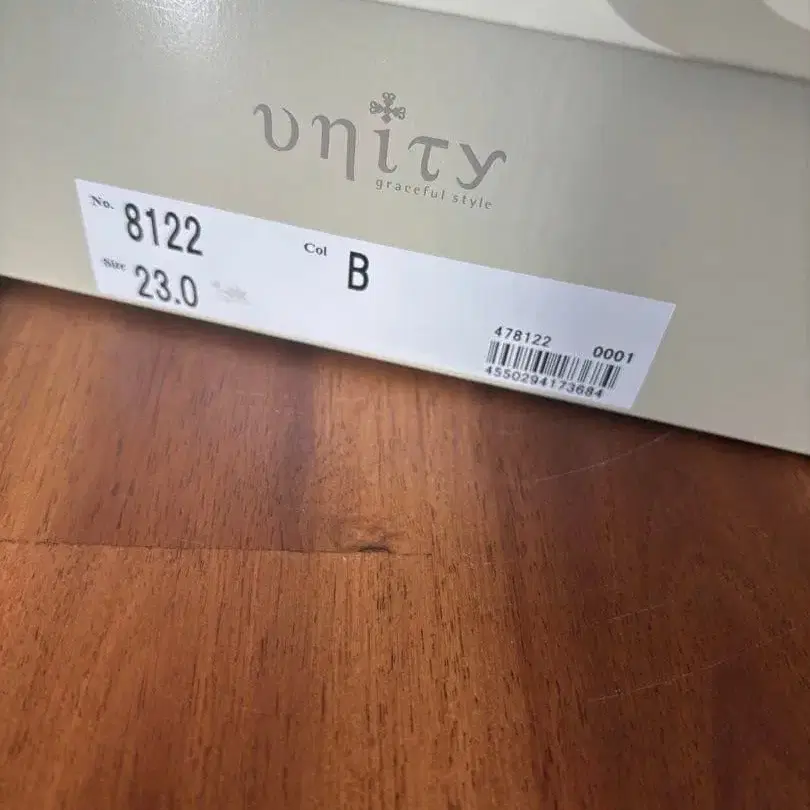 unity
graceful style
No. 8122
Col B
Size 23.0
478122 0001
4550294173684